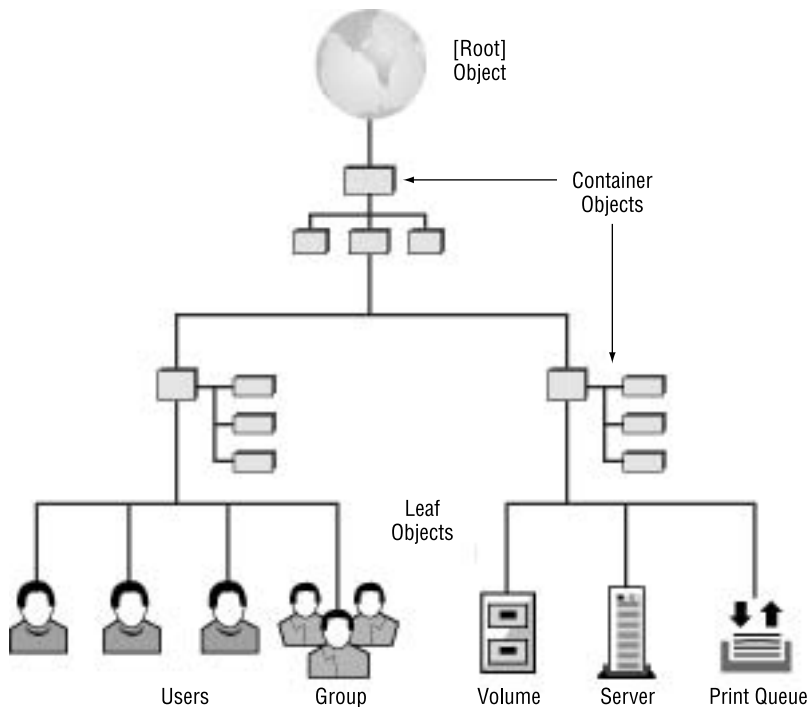 [Root]
Object
Container
Objects
Leaf
Objects
Users
Group
Volume
Server
Print Queue